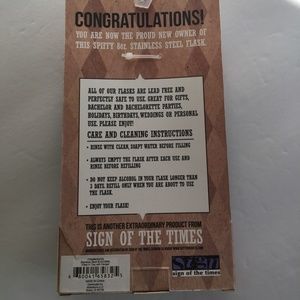 CONGRATULATIONS!
YOU ARE NOW THE PROUD NEW OWNER OF
THIS SPIFFY 8oz. STAINLESS STEEL FLASK.
ALL OF OUR FLASKS ARE LEAD FREE AND
PERFECTLY SAFE TO USE GREAT FOR GIFTS,
BACHELOR AND BACHELORETTE PARTIES,
HOLIDAYS, BIRTHDAYS, WEDDINGS OR PERSONAL
USE. PLEASE ENJOY!
CARE AND CLEANING INSTRUCTIONS
• RINSE WITH CLEAN, SOAPY WATER BEFORE FILLING
• ALWAYS EMPTY THE FLASK AFTER EACH USE AND
RINSE BEFORE REFILLING
• DO NOT KEEP ALCOHOL IN YOUR FLASK LONGER THAN
3 DAYS. REFILL ONLY WHEN YOU ARE ABOUT TO USE
THE FLASK.
• ENJOY YOUR FLASK!
THIS IS ANOTHER EXTRAORDINARY PRODUCT FROM
SIGN OF THE TIMES
sign of the times